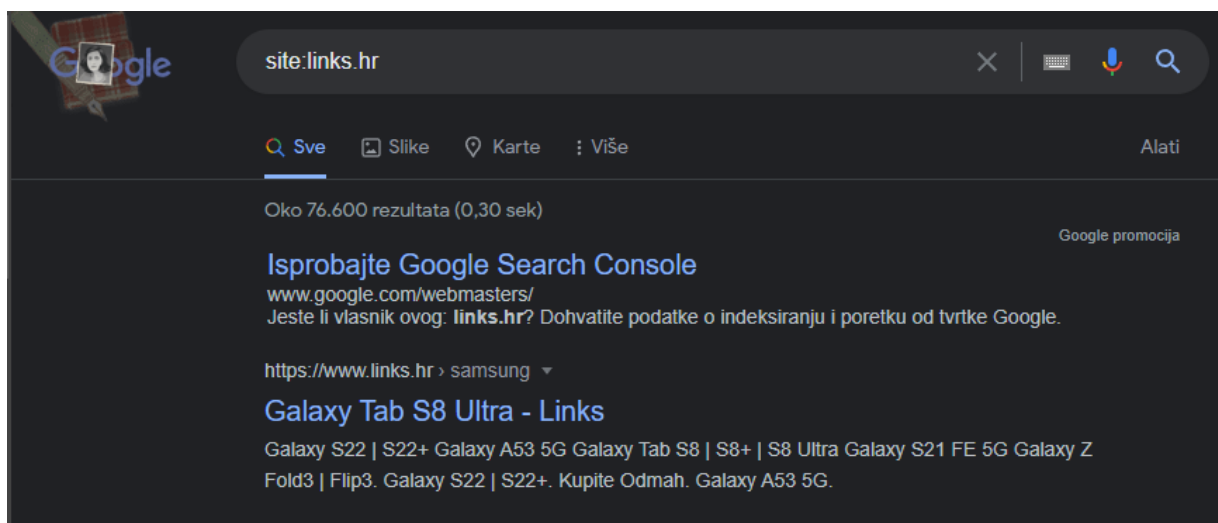 Google
site:links.hr
Sve Slike Karte Više Alati
Oko 76.600 rezultata (0,30 sek)
Google promocija
Isprobajte Google Search Console
www.google.com/webmasters/
Jeste li vlasnik ovog: links.hr? Dohvatite podatke o indeksiranju i poretku od tvrtke Google.
https://www.links.hr › samsung
Galaxy Tab S8 Ultra - Links
Galaxy S22 | S22+ Galaxy A53 5G Galaxy Tab S8 | S8+ | S8 Ultra Galaxy S21 FE 5G Galaxy Z
Fold3 | Flip3. Galaxy S22 | S22+. Kupite Odmah. Galaxy A53 5G.